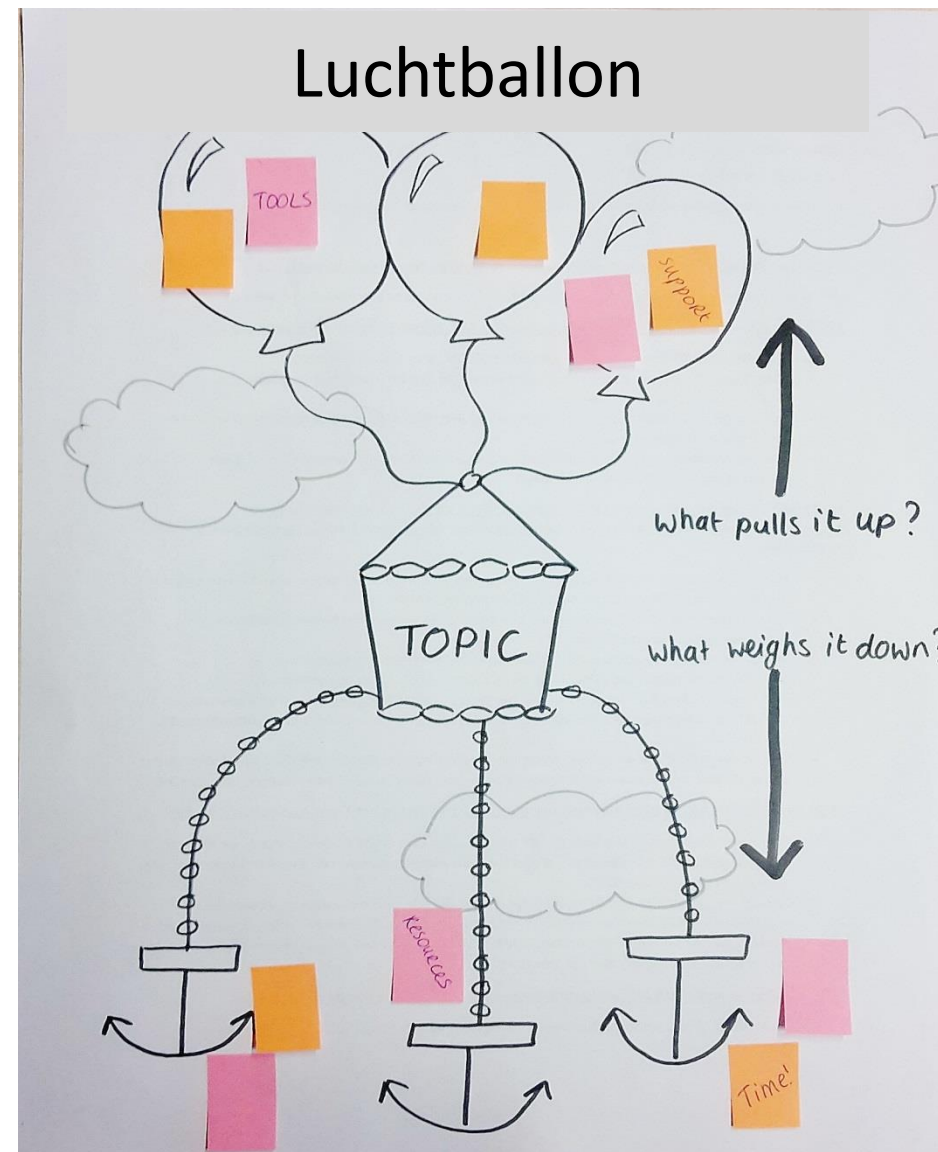 Luchtballon
TOOLS
support
what pulls it up?
TOPIC
what weighs it down?
Resources
Time!